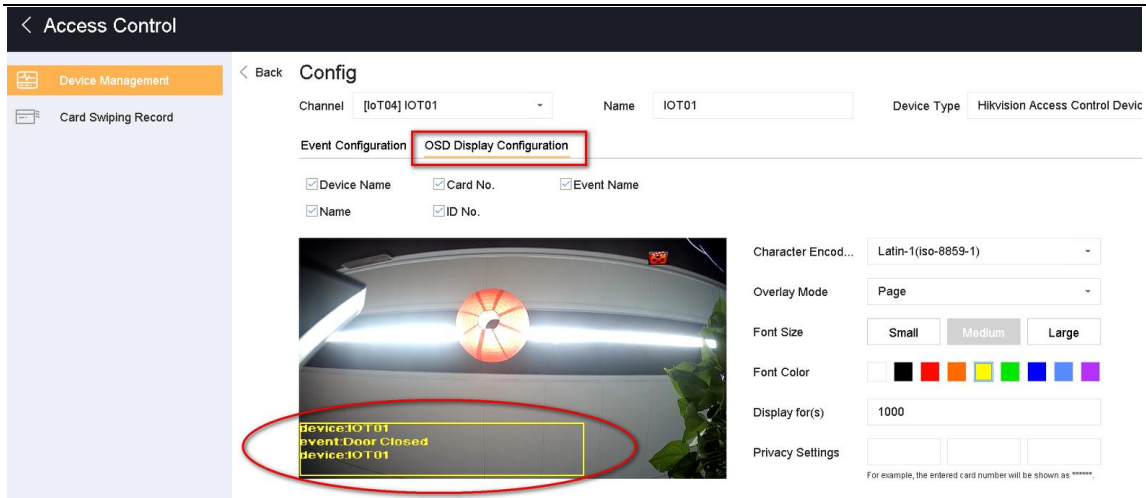 Access Control
Device Management
Card Swiping Record
Back Config
Channel [IoT04] IOT01 Name IOT01 Device Type Hikvision Access Control Devic
Event Configuration OSD Display Configuration
Device Name Card No. Event Name
Name ID No.
Character Encod... Latin-1(iso-8859-1)
Overlay Mode Page
Font Size Small Medium Large
Font Color
Display for(s) 1000
Privacy Settings
For example, the entered card number will be shown as ******.
device:IOT01
event:Door Closed
device:IOT01